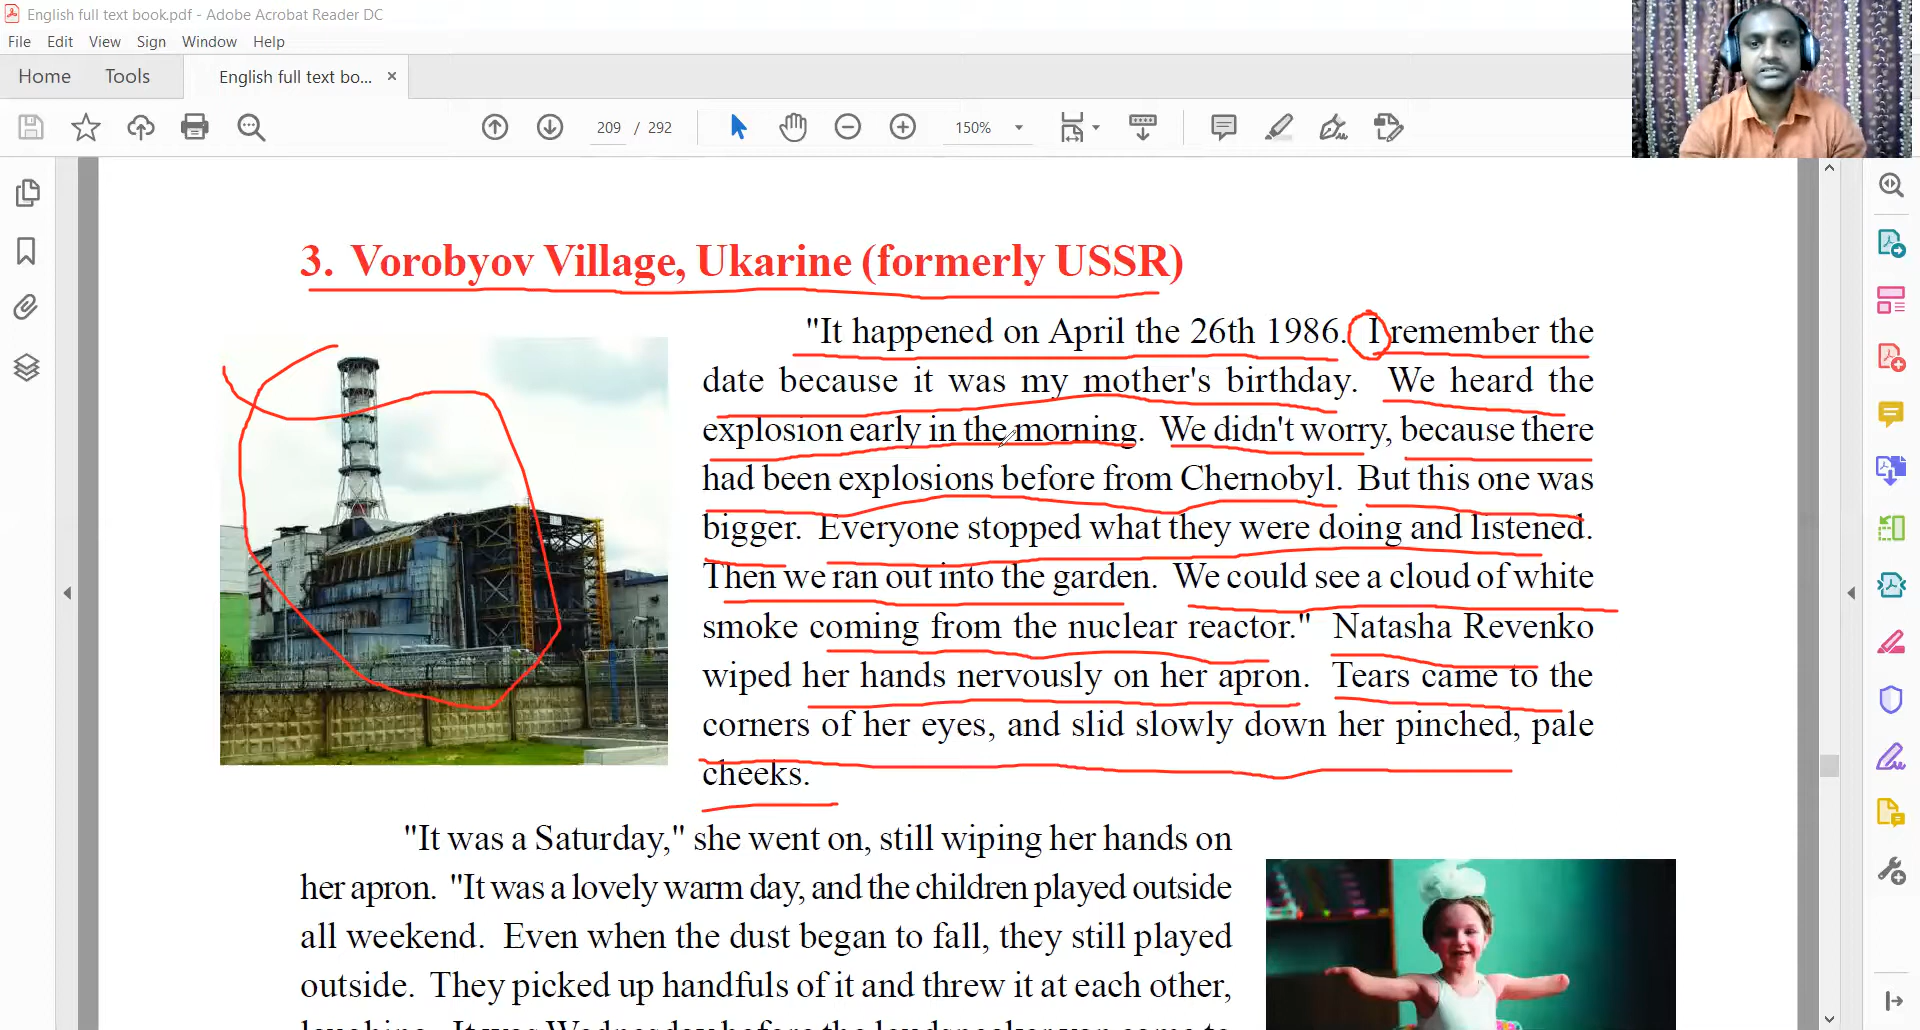 English full text book.pdf - Adobe Acrobat Reader DC
File Edit View Sign Window Help
Home Tools English full text bo... ×
209 / 292 150%
3. Vorobyov Village, Ukarine (formerly USSR)
"It happened on April the 26th 1986. I remember the
date because it was my mother's birthday. We heard the
explosion early in the morning. We didn't worry, because there
had been explosions before from Chernobyl. But this one was
bigger. Everyone stopped what they were doing and listened.
Then we ran out into the garden. We could see a cloud of white
smoke coming from the nuclear reactor." Natasha Revenko
wiped her hands nervously on her apron. Tears came to the
corners of her eyes, and slid slowly down her pinched, pale
cheeks.
"It was a Saturday," she went on, still wiping her hands on
her apron. "It was a lovely warm day, and the children played outside
all weekend. Even when the dust began to fall, they still played
outside. They picked up handfuls of it and threw it at each other,